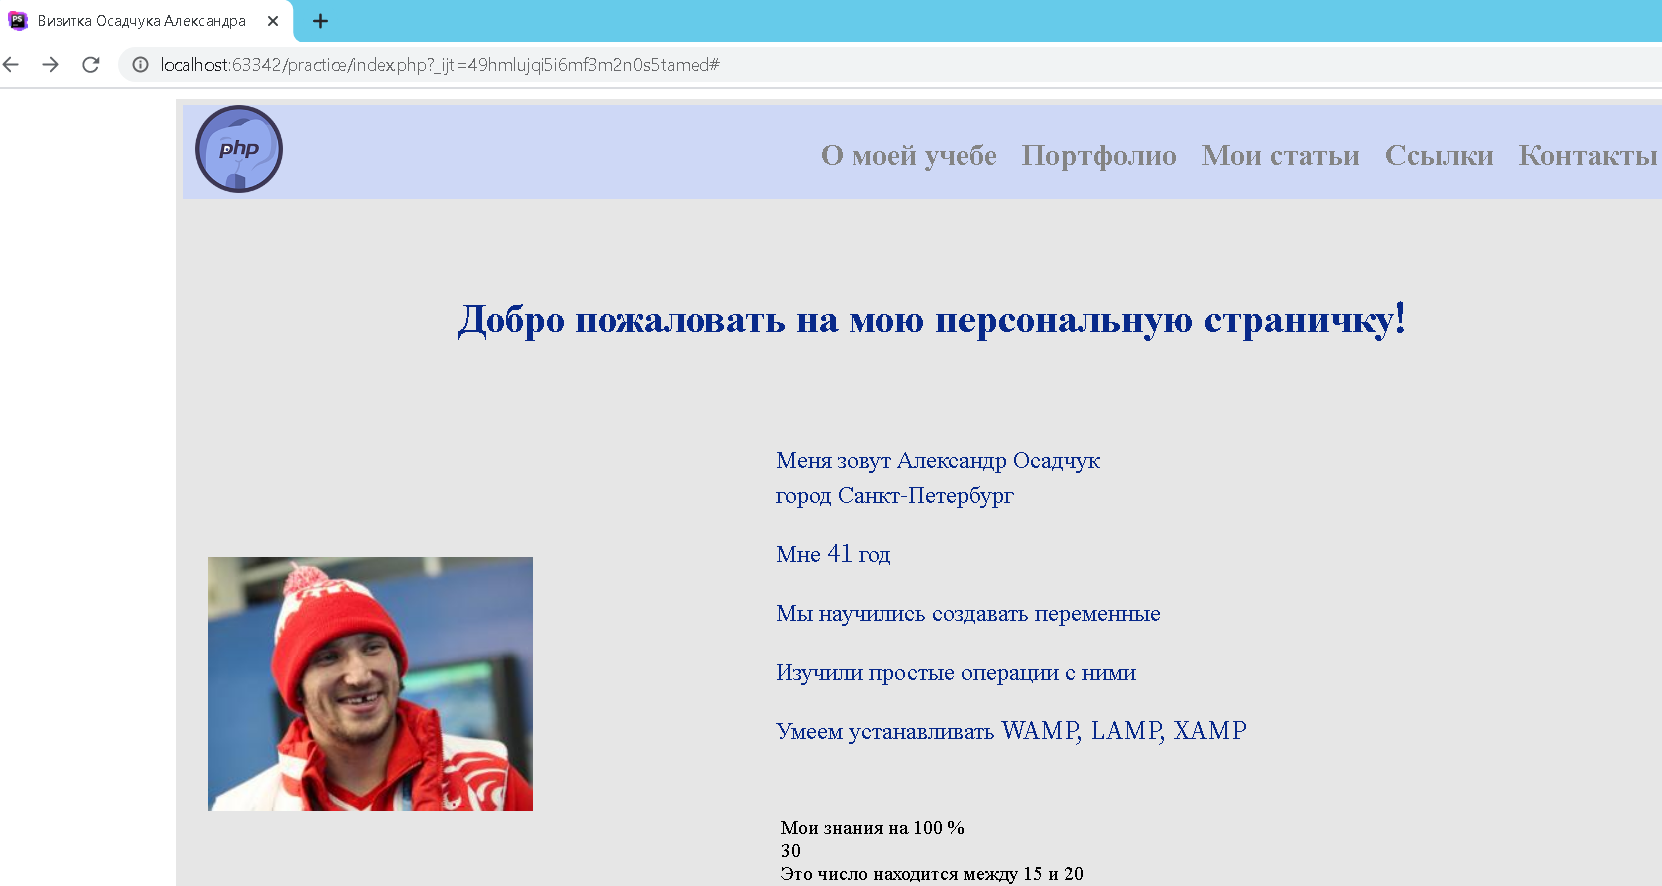 Визитка Осадчука Александра
localhost:63342/practice/index.php?_ijt=49hmlujqi5i6mf3m2n0s5tamed#
php
О моей учебе Портфолио Мои статьи Ссылки Контакты
Добро пожаловать на мою персональную страничку!
Меня зовут Александр Осадчук
город Санкт-Петербург
Мне 41 год
Мы научились создавать переменные
Изучили простые операции с ними
Умеем устанавливать WAMP, LAMP, XAMP
Мои знания на 100 %
30
Это число находится между 15 и 20